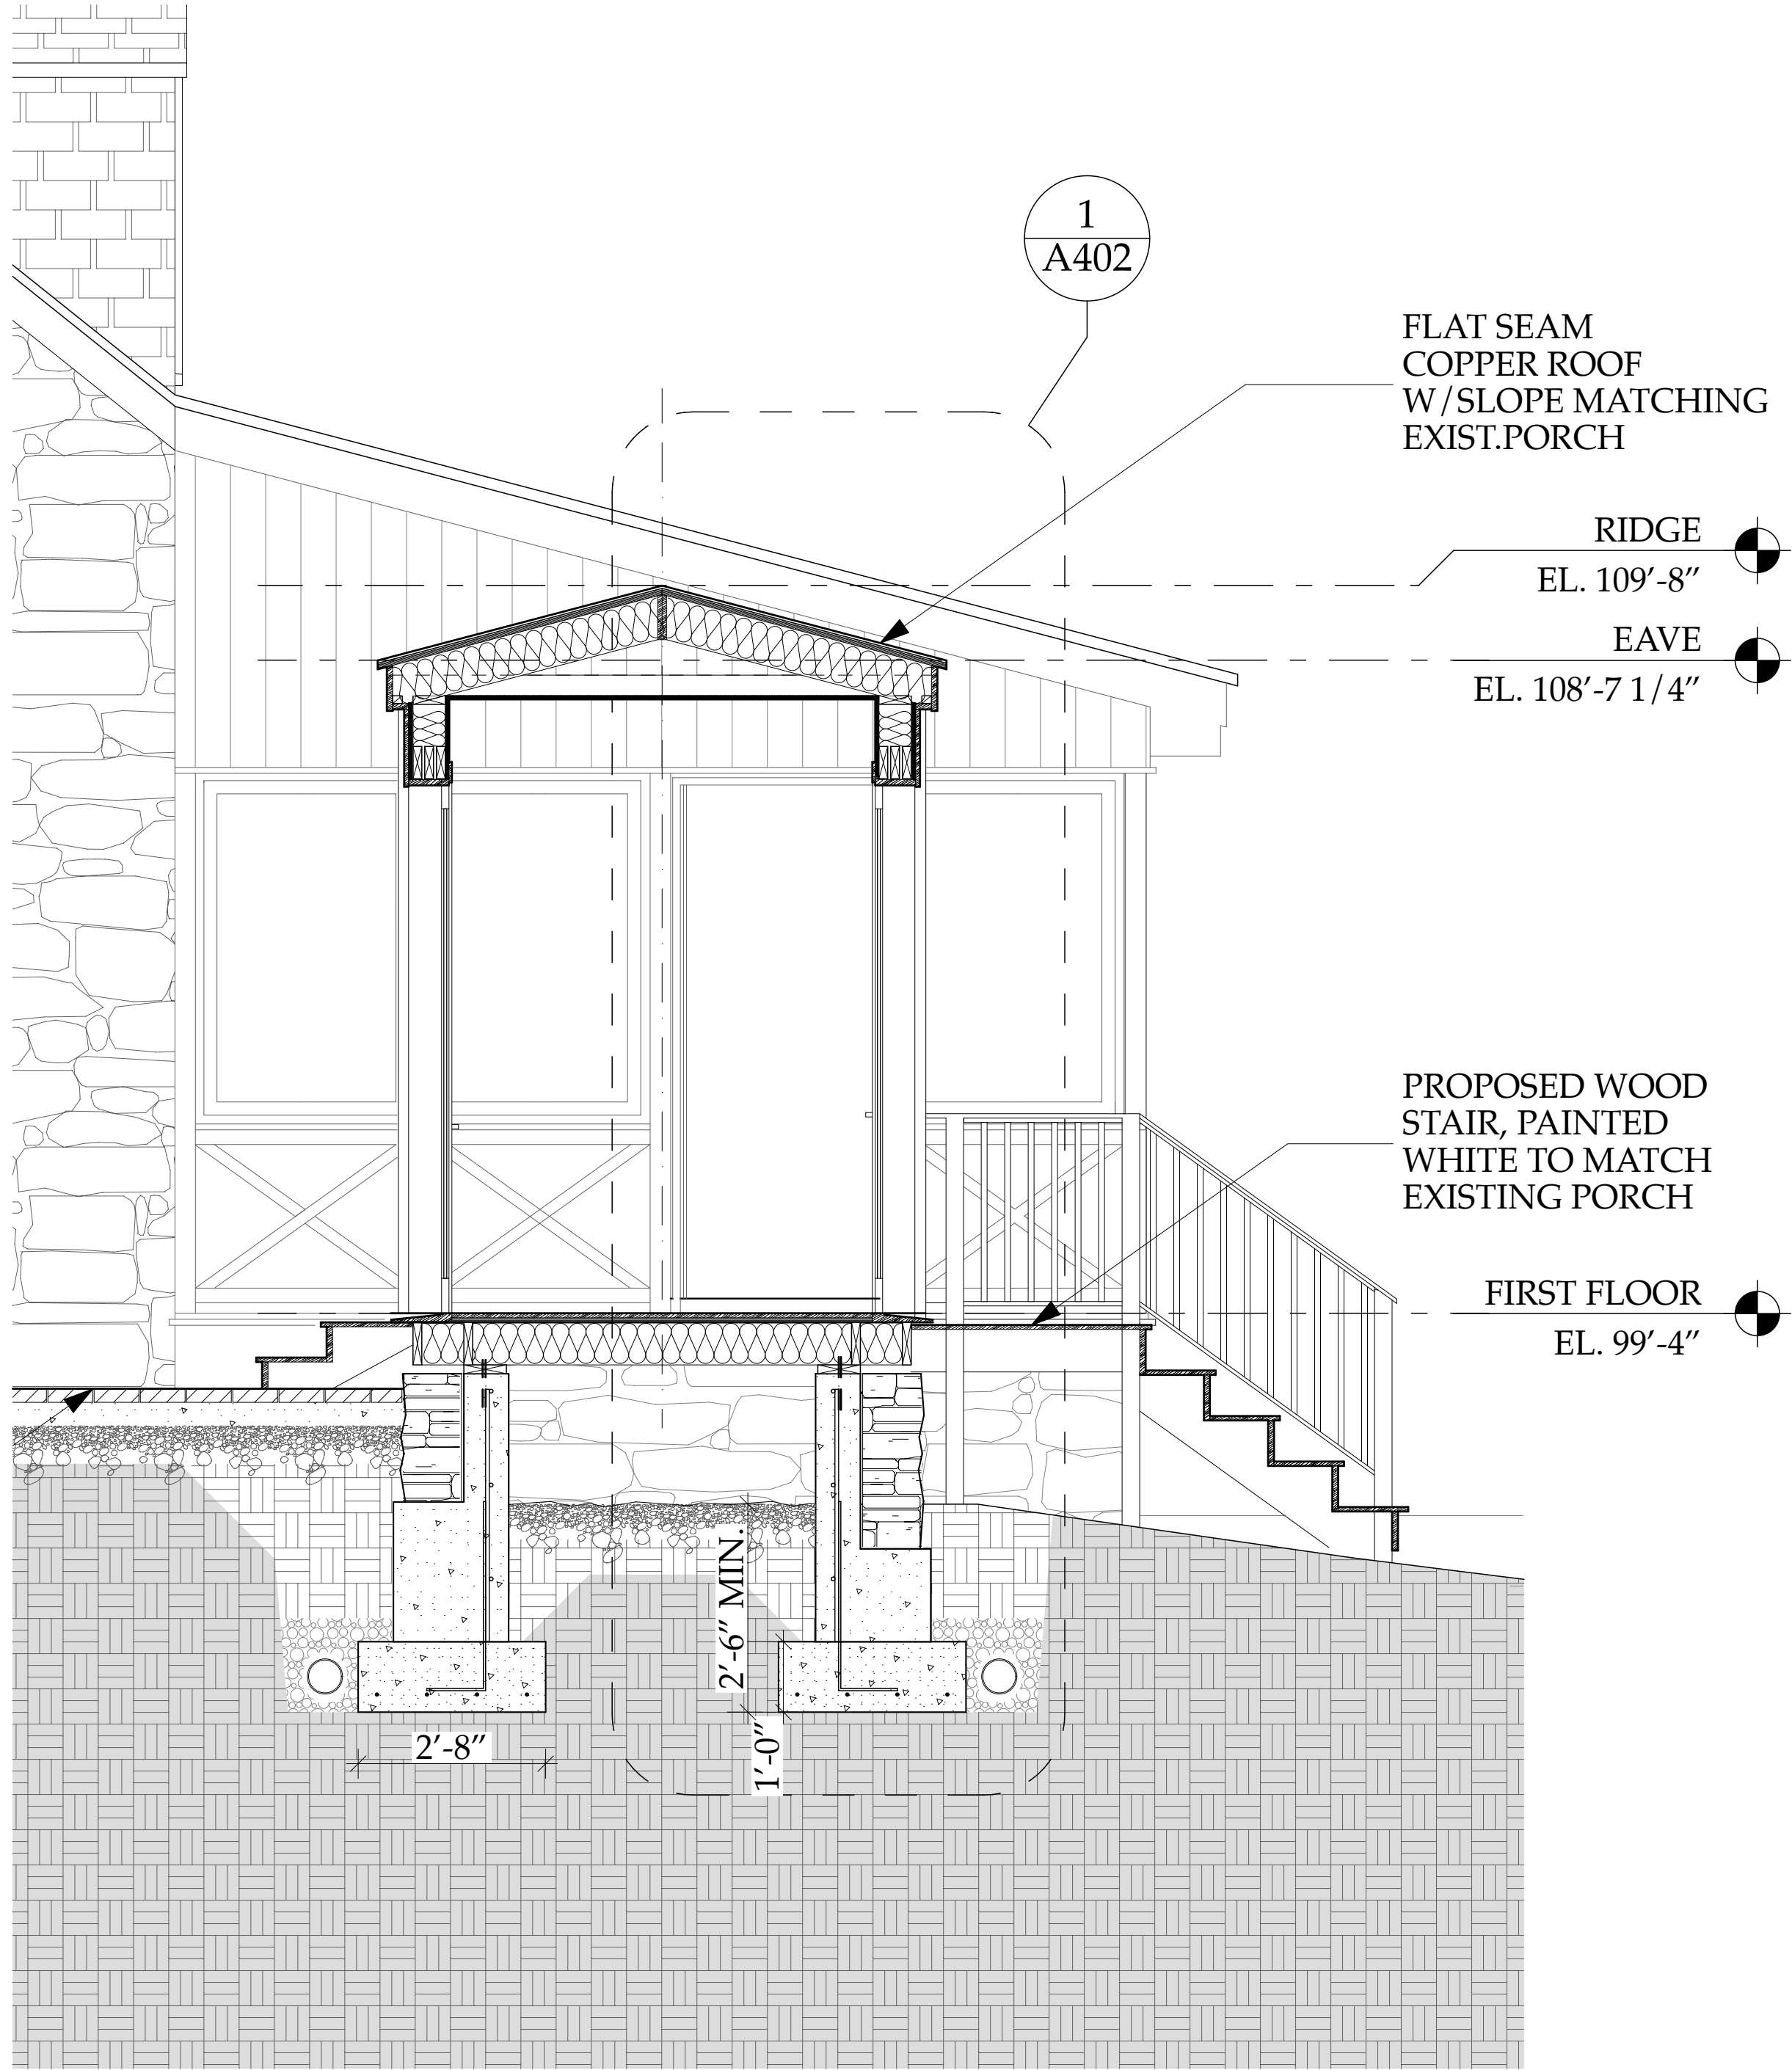 1
A402
FLAT SEAM
COPPER ROOF
W/SLOPE MATCHING
EXIST.PORCH
RIDGE
EL. 109′-8″
EAVE
EL. 108′-7 1/4″
PROPOSED WOOD
STAIR, PAINTED
WHITE TO MATCH
EXISTING PORCH
FIRST FLOOR
EL. 99′-4″
2′-6″ MIN.
2′-8″
1′-0″